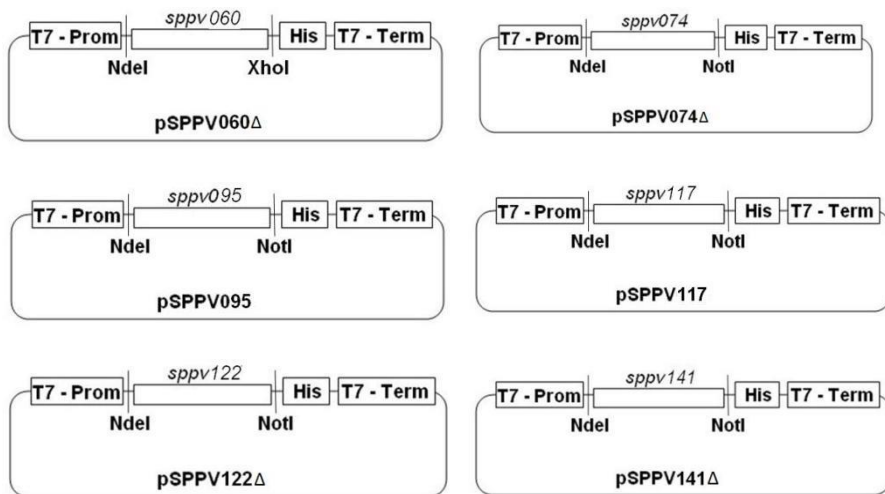 sppv060
T7 - Prom His T7 - Term
NdeI XhoI
pSPPV060Δ
sppv074
T7 - Prom His T7 - Term
NdeI NotI
pSPPV074Δ
sppv095
T7 - Prom His T7 - Term
NdeI NotI
pSPPV095
sppv117
T7 - Prom His T7 - Term
NdeI NotI
pSPPV117
sppv122
T7 - Prom His T7 - Term
NdeI NotI
pSPPV122Δ
sppv141
T7 - Prom His T7 - Term
NdeI NotI
pSPPV141Δ